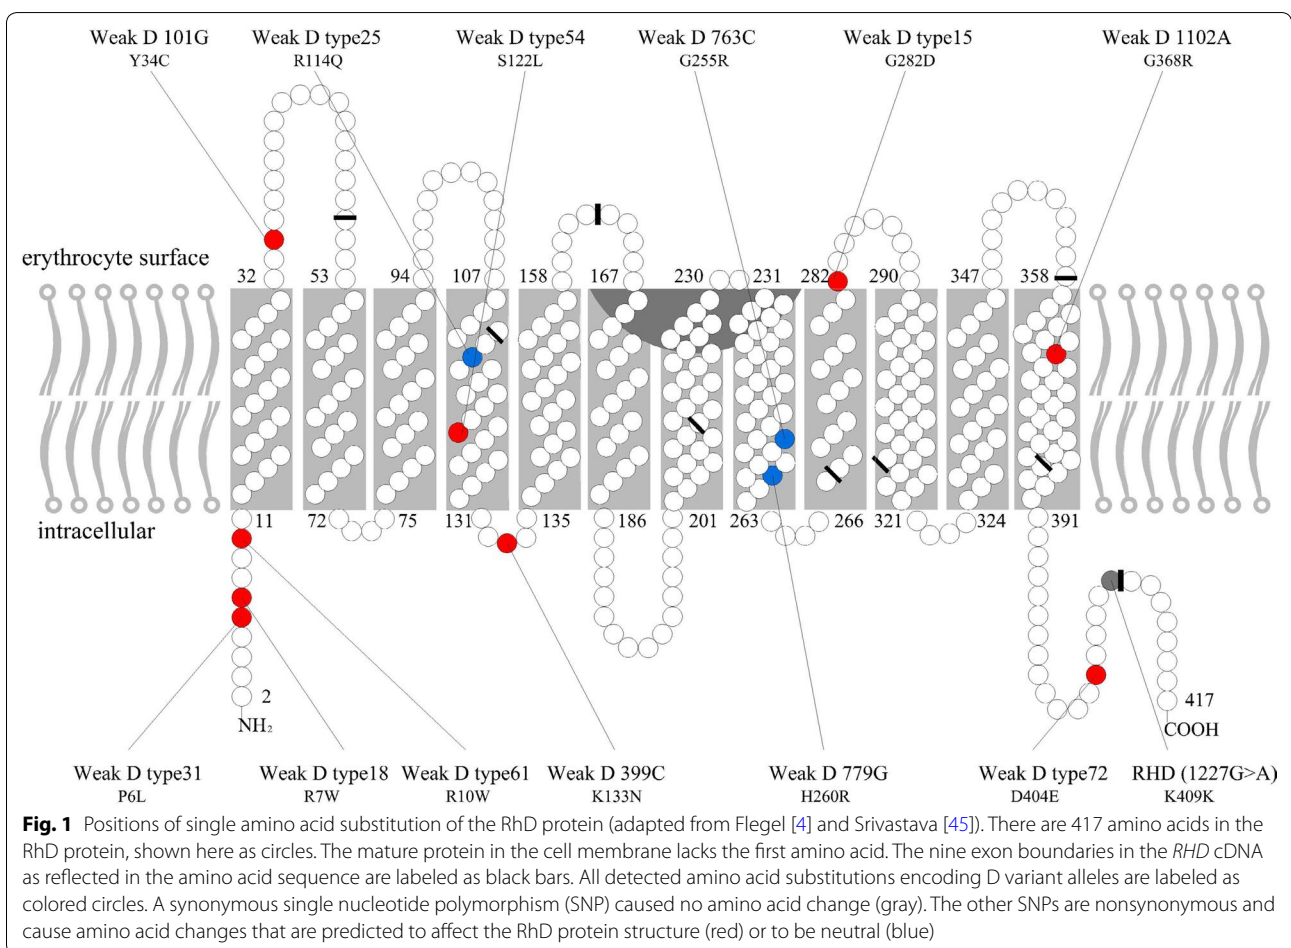 Weak D 101G Weak D type25 Weak D type54 Weak D 763C Weak D type15 Weak D 1102A
Y34C R114Q S122L G255R G282D G368R
erythrocyte surface
32 53 94 107 158 167 230 231 282 290 347 358
intracellular
11 72 75 131 135 186 201 263 266 321 324 391
2 417
NH₂ COOH
Weak D type31 Weak D type18 Weak D type61 Weak D 399C Weak D 779G Weak D type72 RHD (1227G>A)
P6L R7W R10W K133N H260R D404E K409K
Fig. 1 Positions of single amino acid substitution of the RhD protein (adapted from Flegel [4] and Srivastava [45]). There are 417 amino acids in the
RhD protein, shown here as circles. The mature protein in the cell membrane lacks the first amino acid. The nine exon boundaries in the RHD cDNA
as reflected in the amino acid sequence are labeled as black bars. All detected amino acid substitutions encoding D variant alleles are labeled as
colored circles. A synonymous single nucleotide polymorphism (SNP) caused no amino acid change (gray). The other SNPs are nonsynonymous and
cause amino acid changes that are predicted to affect the RhD protein structure (red) or to be neutral (blue)